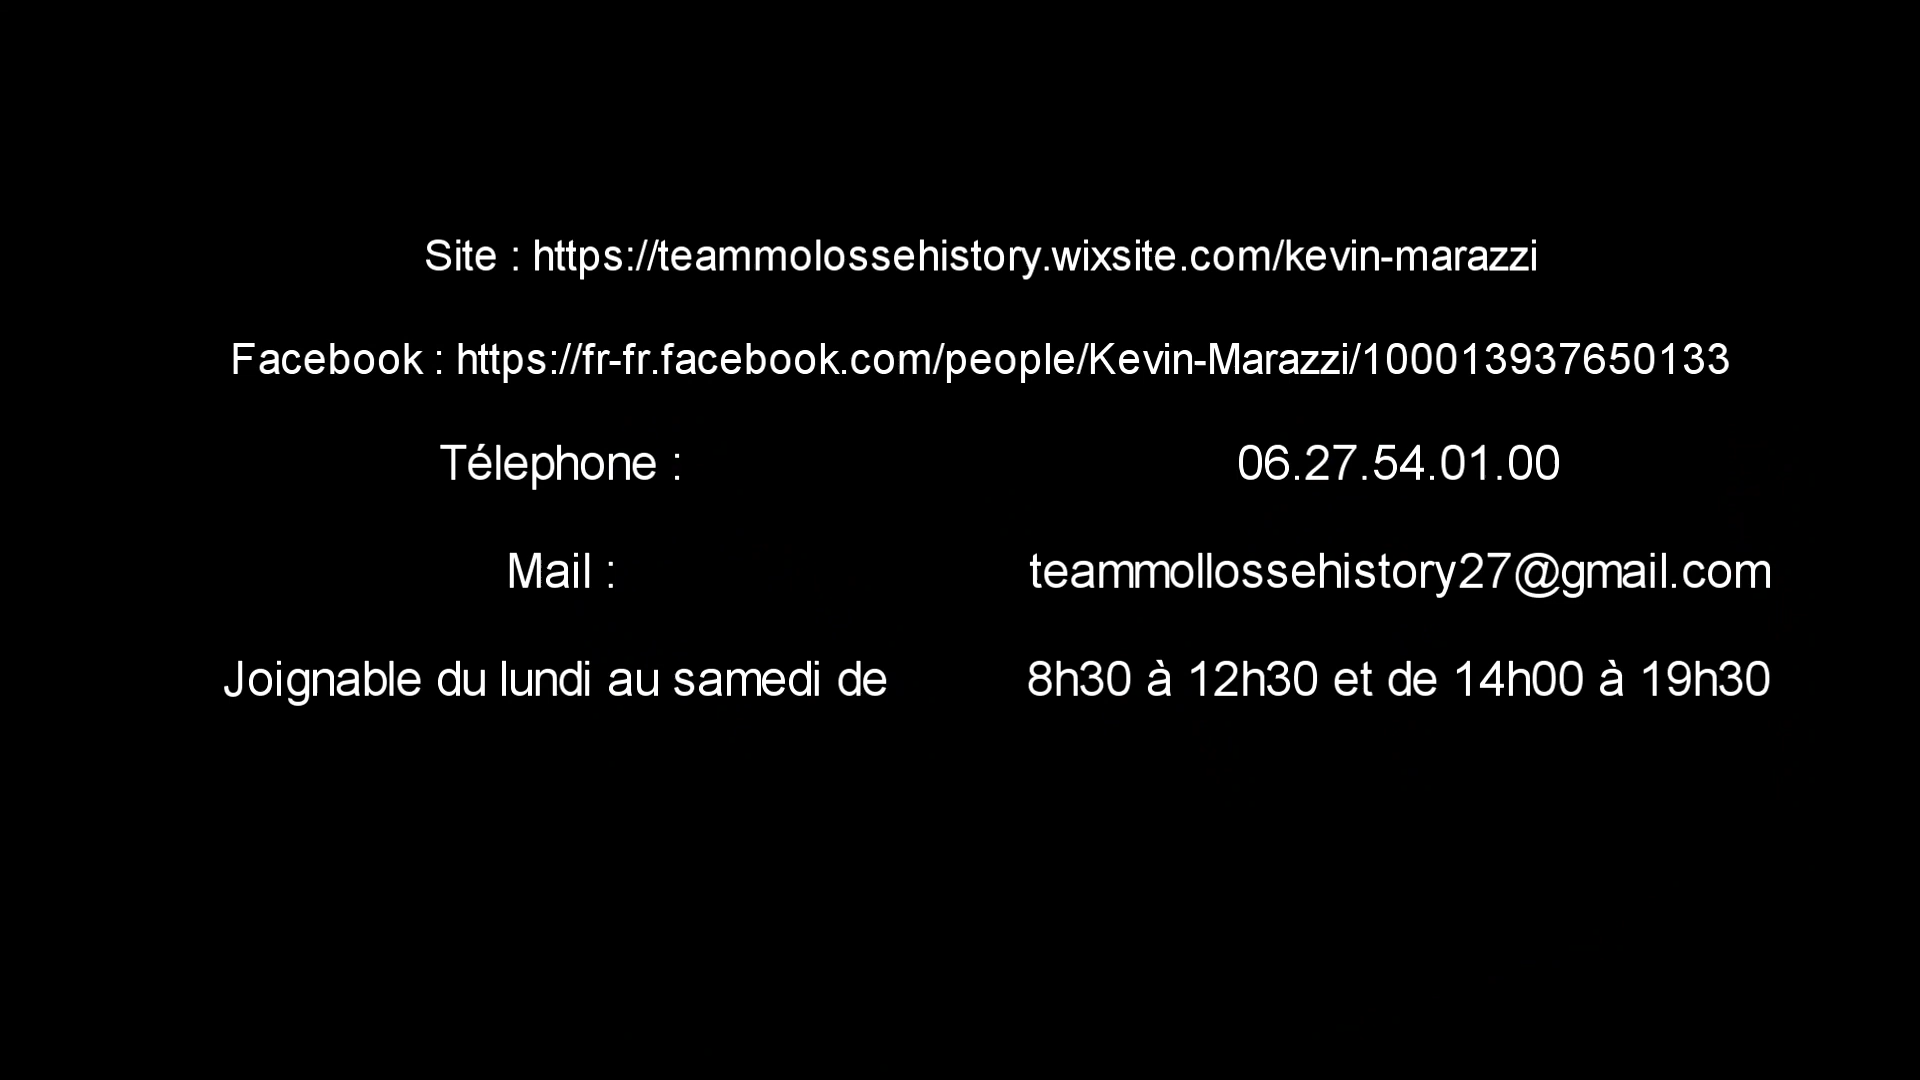 Site : https://teammolossehistory.wixsite.com/kevin-marazzi
Facebook : https://fr-fr.facebook.com/people/Kevin-Marazzi/100013937650133
Télephone : 06.27.54.01.00
Mail : teammollossehistory27@gmail.com
Joignable du lundi au samedi de 8h30 à 12h30 et de 14h00 à 19h30